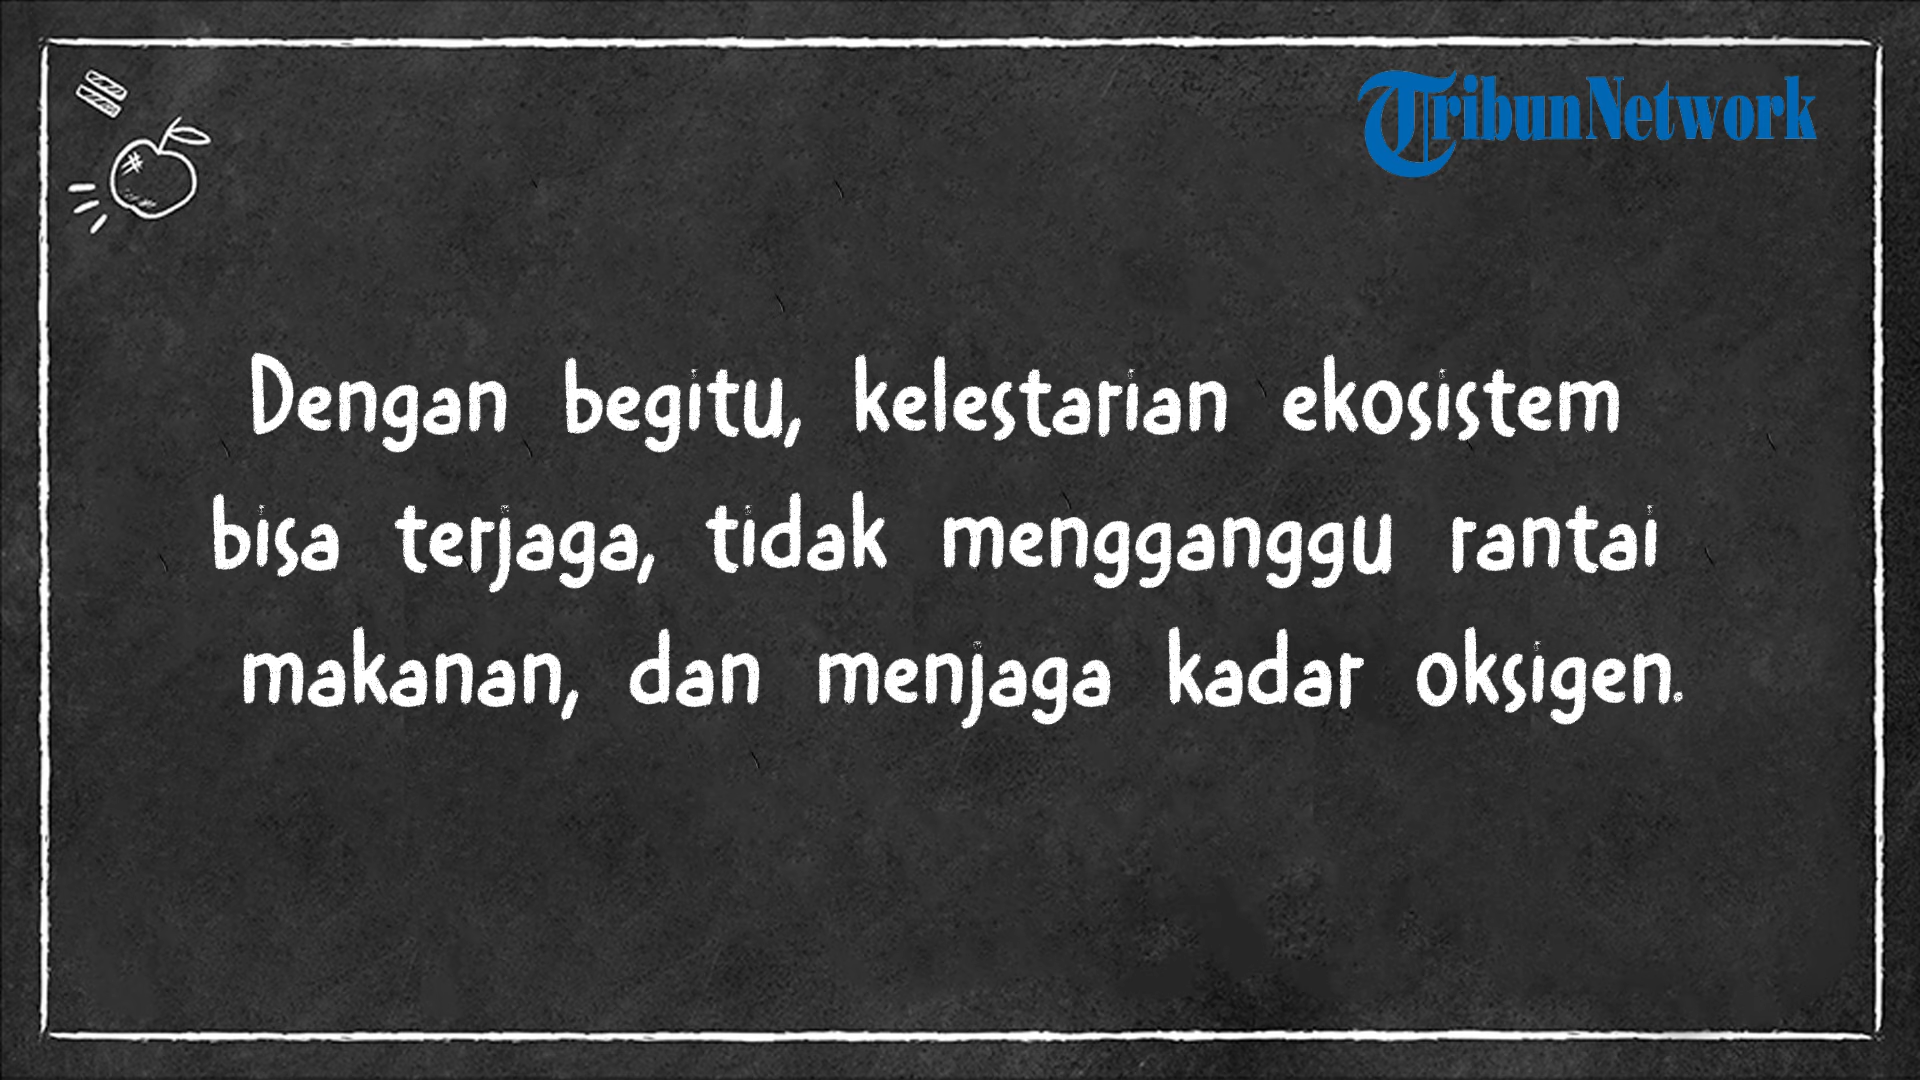 TribunNetwork
Dengan begitu, kelestarian ekosistem
bisa terjaga, tidak mengganggu rantai
makanan, dan menjaga kadar oksigen.